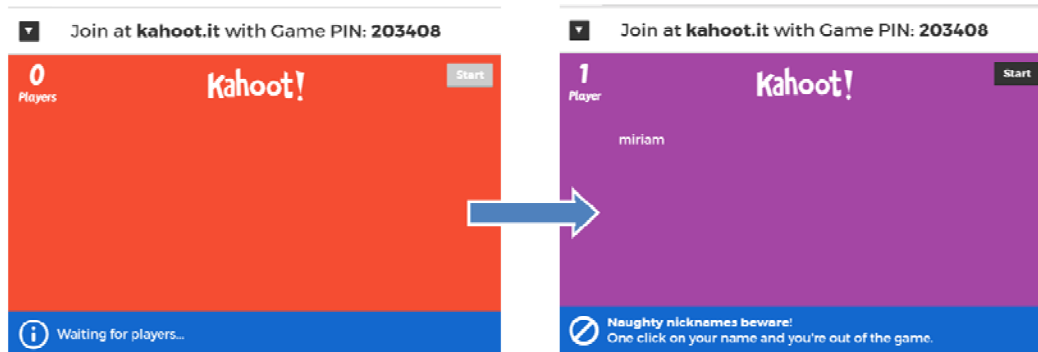 Join at kahoot.it with Game PIN: 203408
0
Players
Kahoot!
Start
Waiting for players...
Join at kahoot.it with Game PIN: 203408
1
Player
Kahoot!
Start
miriam
Naughty nicknames beware!
One click on your name and you're out of the game.